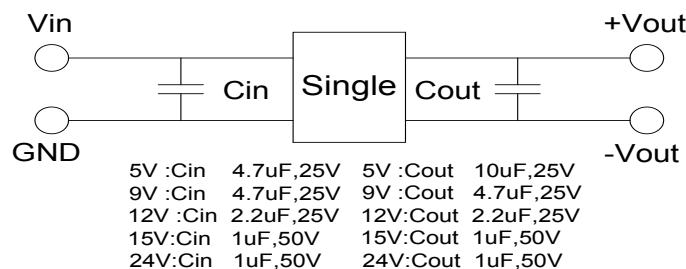 Vin
+Vout
Cin
Single
Cout
GND
-Vout
5V :Cin 4.7uF,25V 5V :Cout 10uF,25V
9V :Cin 4.7uF,25V 9V :Cout 4.7uF,25V
12V :Cin 2.2uF,25V 12V:Cout 2.2uF,25V
15V:Cin 1uF,50V 15V:Cout 1uF,50V
24V:Cin 1uF,50V 24V:Cout 1uF,50V